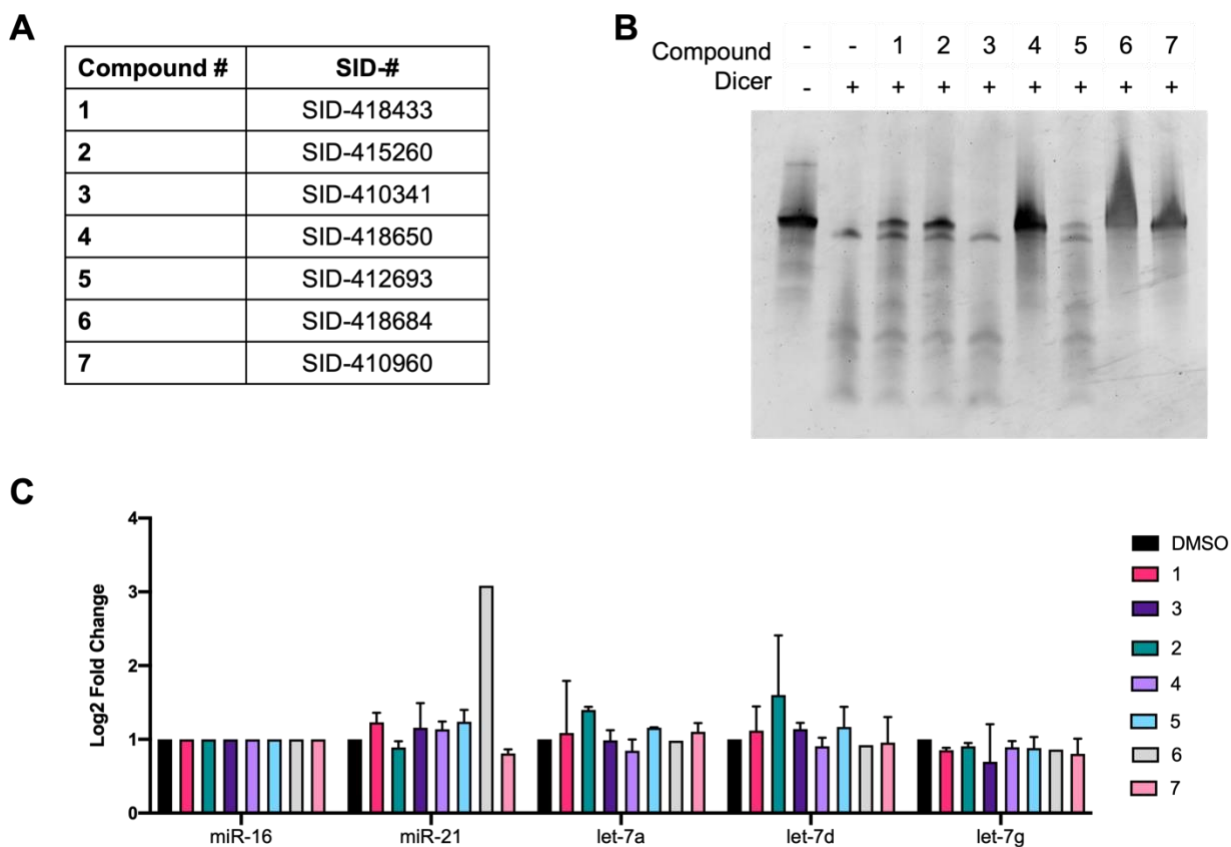 A
Compound # SID-#
1 SID-418433
2 SID-415260
3 SID-410341
4 SID-418650
5 SID-412693
6 SID-418684
7 SID-410960
B
Compound - - 1 2 3 4 5 6 7
Dicer - + + + + + + + +
C
Log2 Fold Change
4
3
2
1
0
miR-16 miR-21 let-7a let-7d let-7g
DMSO
1
3
2
4
5
6
7